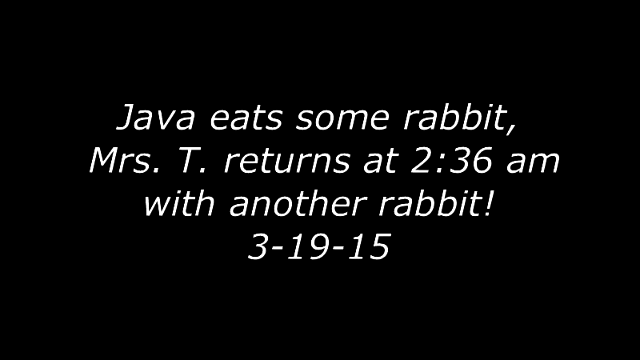 Java eats some rabbit,
Mrs. T. returns at 2:36 am
with another rabbit!
3-19-15